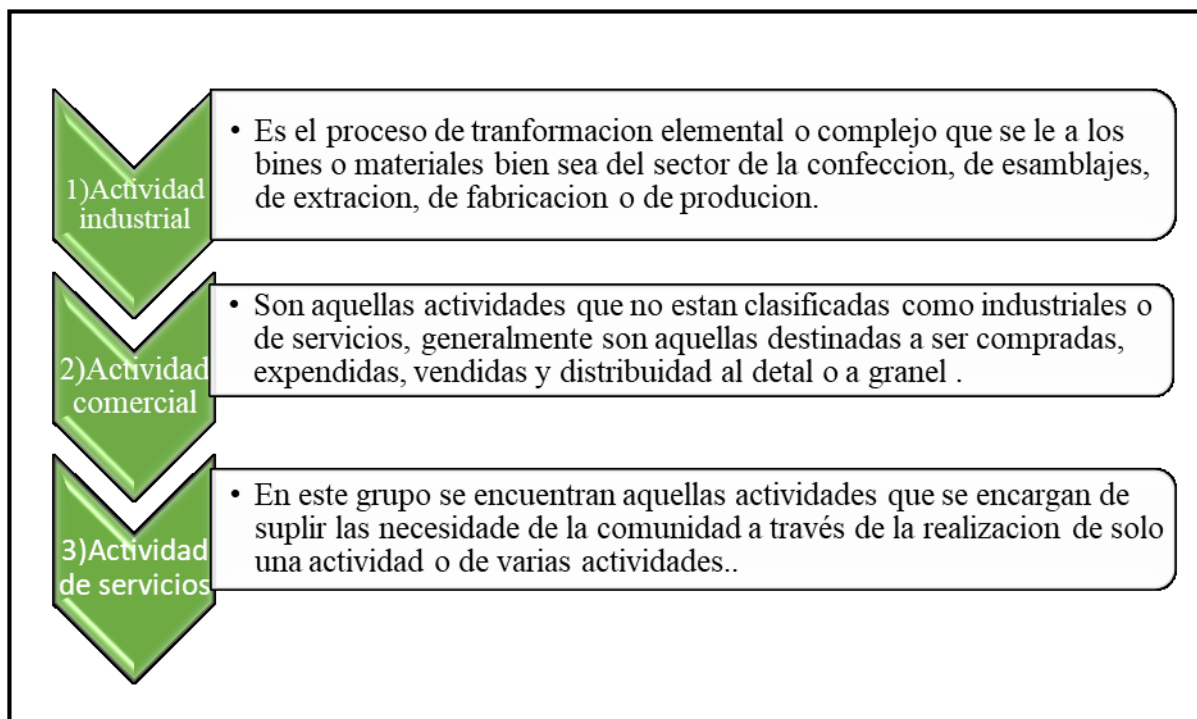 1)Actividad
industrial
• Es el proceso de tranformacion elemental o complejo que se le a los
bines o materiales bien sea del sector de la confeccion, de esamblajes,
de extracion, de fabricacion o de producion.
2)Actividad
comercial
• Son aquellas actividades que no estan clasificadas como industriales o
de servicios, generalmente son aquellas destinadas a ser compradas,
expendidas, vendidas y distribuidad al detal o a granel .
3)Actividad
de servicios
• En este grupo se encuentran aquellas actividades que se encargan de
suplir las necesidade de la comunidad a través de la realizacion de solo
una actividad o de varias actividades..